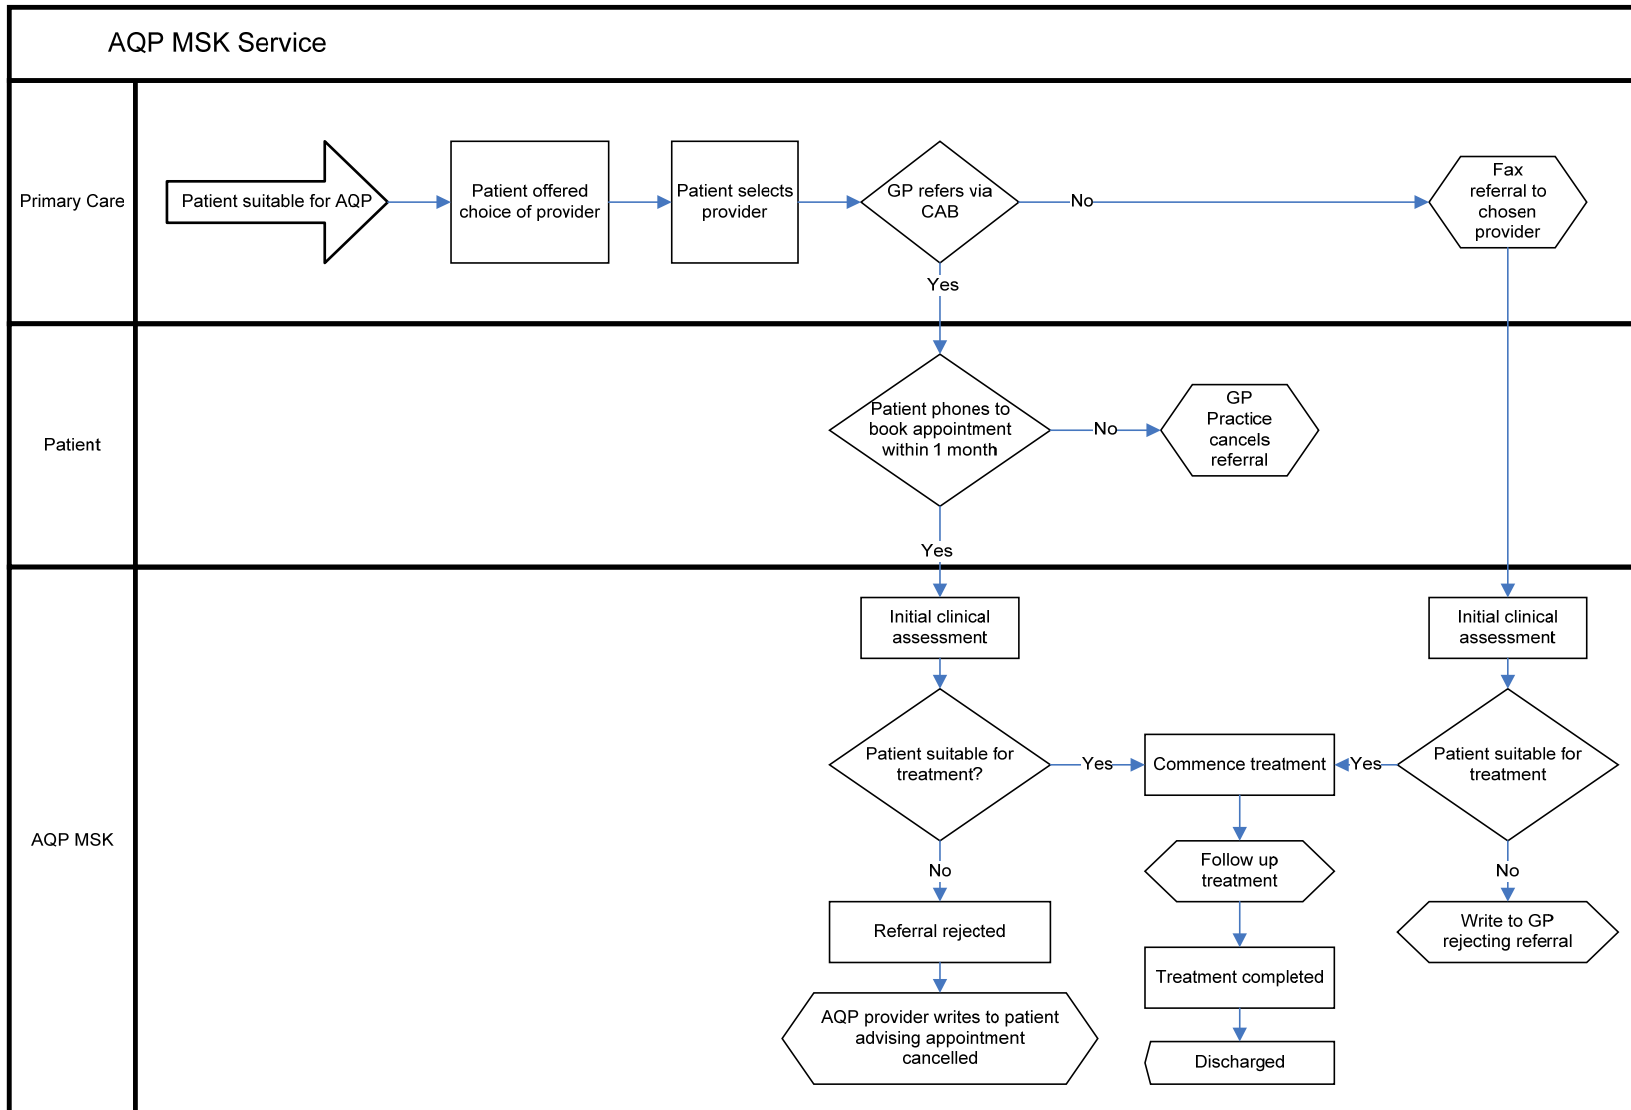 AQP MSK Service
Primary Care
Patient suitable for AQP
Patient offered
choice of provider
Patient selects
provider
GP refers via
CAB
No
Fax
referral to
chosen
provider
Yes
Patient
Patient phones to
book appointment
within 1 month
No
GP
Practice
cancels
referral
Yes
AQP MSK
Initial clinical
assessment
Initial clinical
assessment
Patient suitable for
treatment?
Yes
Commence treatment
Yes
Patient suitable for
treatment
No
Follow up
treatment
No
Referral rejected
Write to GP
rejecting referral
Treatment completed
AQP provider writes to patient
advising appointment
cancelled
Discharged